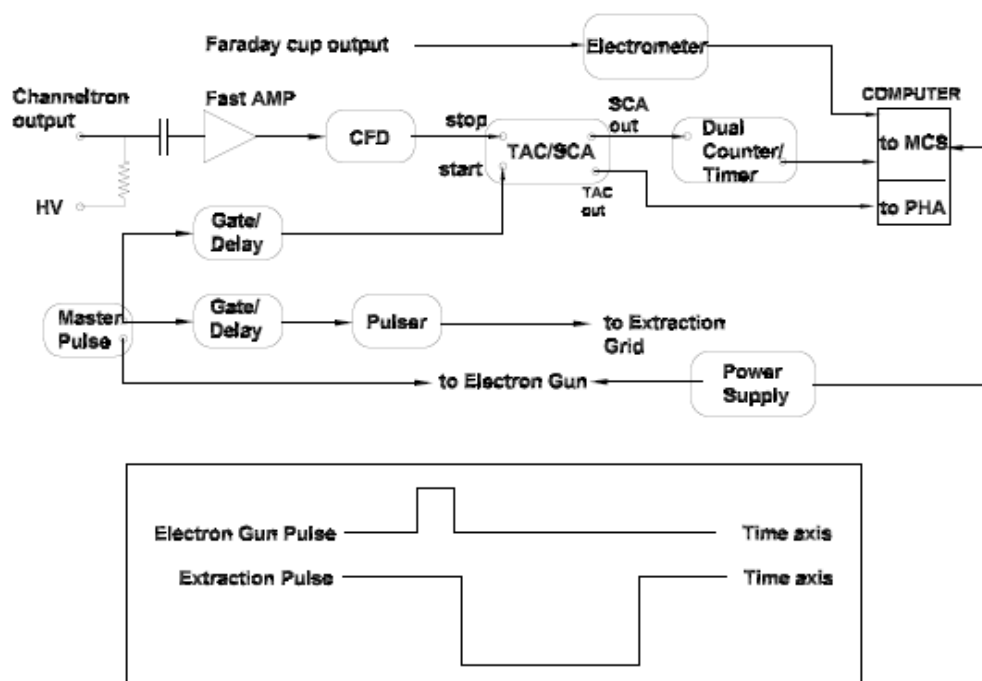 Faraday cup output
Electrometer
Channeltron
output
Fast AMP
CFD
stop
start
TAC/SCA
SCA
out
TAC
out
Dual
Counter/
Timer
COMPUTER
to MCS
to PHA
HV
Gate/
Delay
Master
Pulse
Gate/
Delay
Pulser
to Extraction
Grid
to Electron Gun
Power
Supply
Electron Gun Pulse
Time axis
Extraction Pulse
Time axis